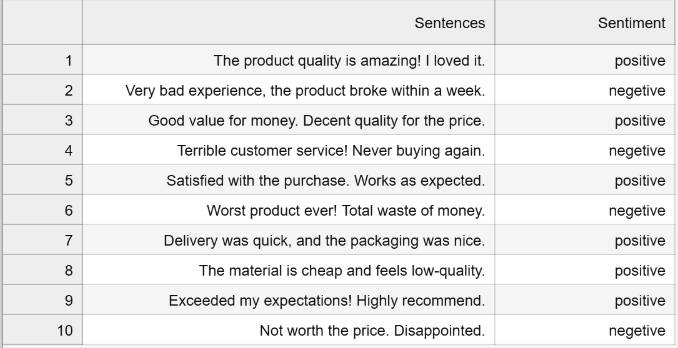 Sentences Sentiment
1 The product quality is amazing! I loved it. positive
2 Very bad experience, the product broke within a week. negetive
3 Good value for money. Decent quality for the price. positive
4 Terrible customer service! Never buying again. negetive
5 Satisfied with the purchase. Works as expected. positive
6 Worst product ever! Total waste of money. negetive
7 Delivery was quick, and the packaging was nice. positive
8 The material is cheap and feels low-quality. positive
9 Exceeded my expectations! Highly recommend. positive
10 Not worth the price. Disappointed. negetive